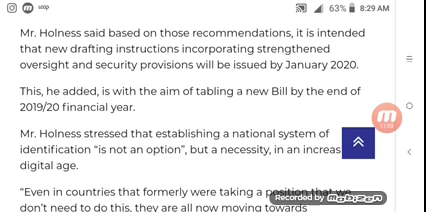 Loop 63% 8:29 AM
Mr. Holness said based on those recommendations, it is intended
that new drafting instructions incorporating strengthened
oversight and security provisions will be issued by January 2020.
This, he added, is with the aim of tabling a new Bill by the end of
2019/20 financial year.
11:53
Mr. Holness stressed that establishing a national system of
identification “is not an option”, but a necessity, in an increas
digital age.
Recorded by mobizen
“Even in countries that formerly were taking a position that we
don't need to do this, they are all now moving towards